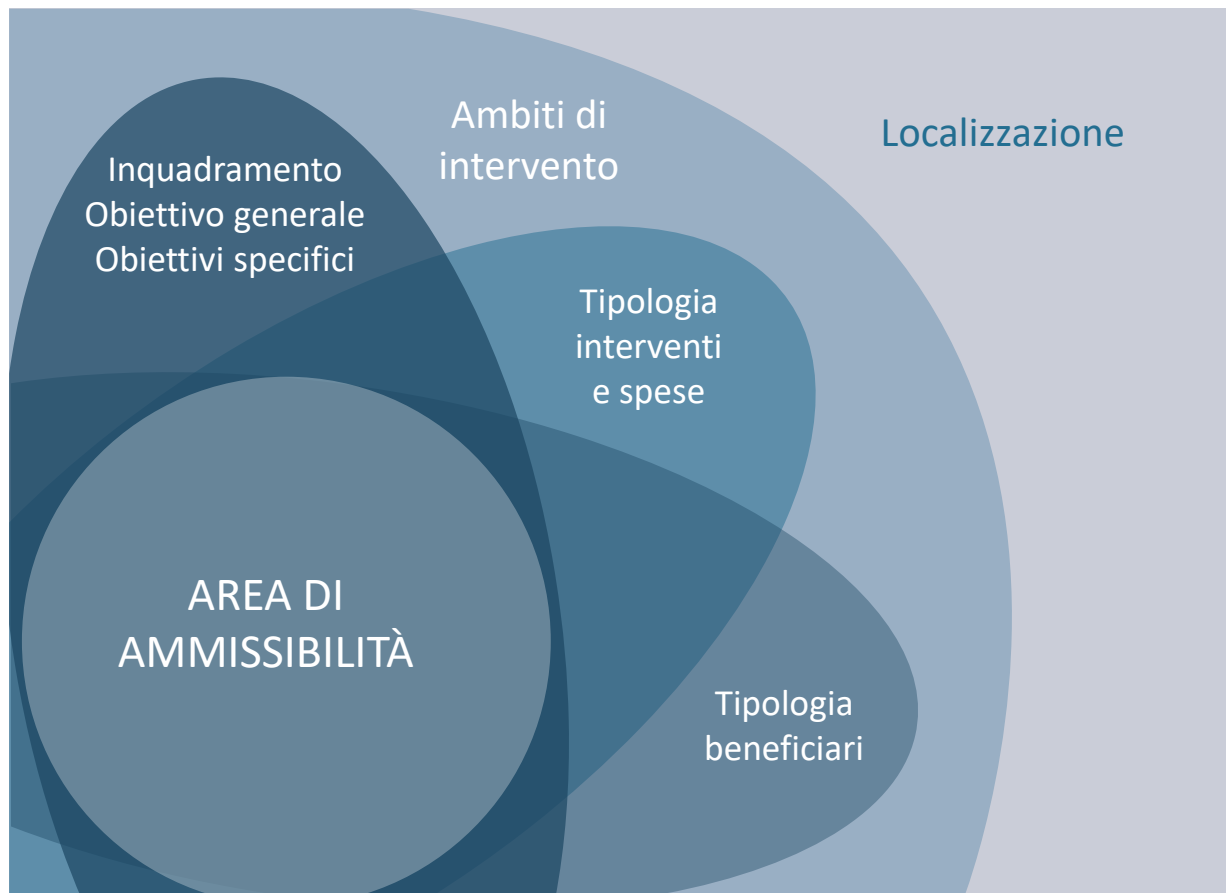 Ambiti di
intervento
Localizzazione
Inquadramento
Obiettivo generale
Obiettivi specifici
Tipologia
interventi
e spese
AREA DI
AMMISSIBILITÀ
Tipologia
beneficiari